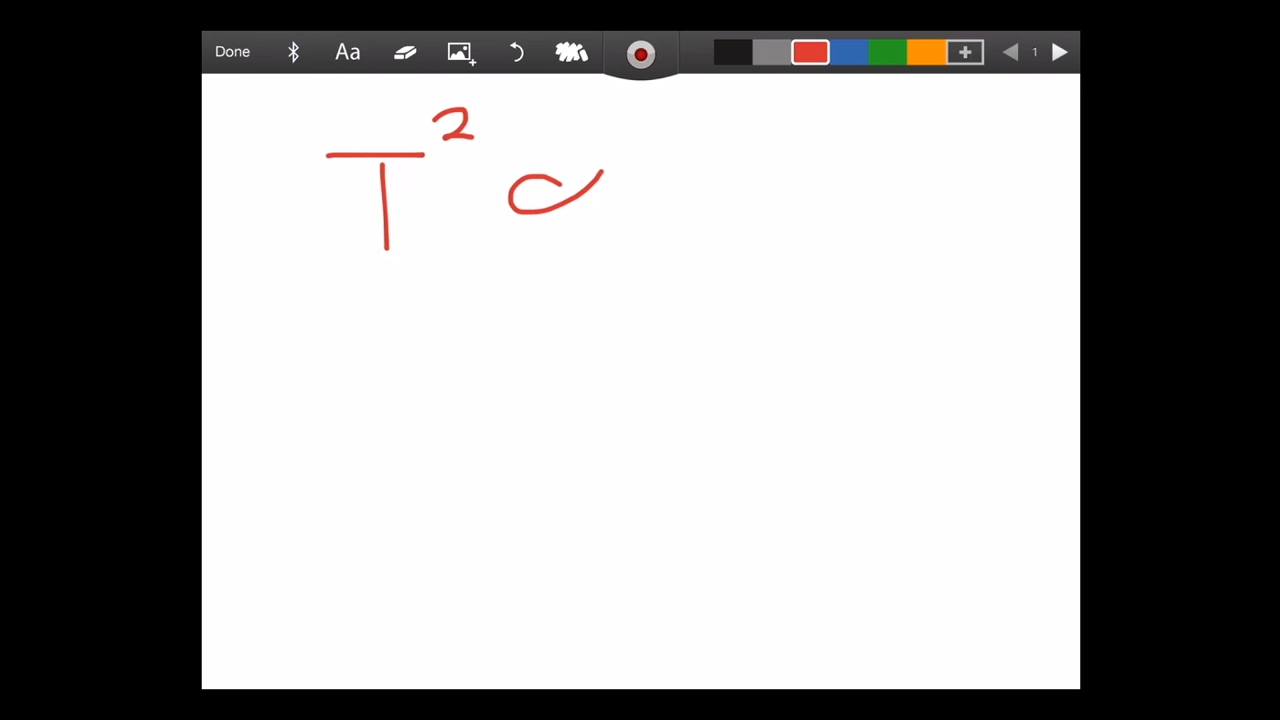 Done Aa 1
T² ∝